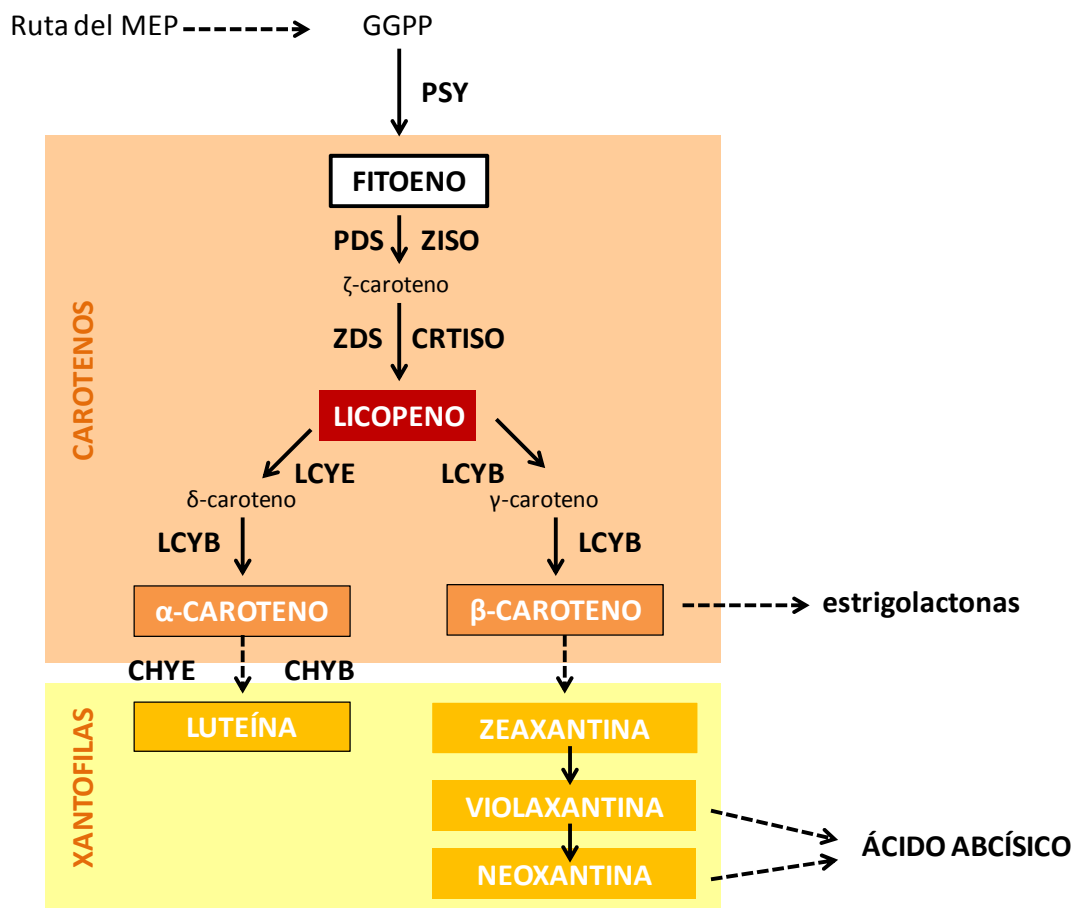 Ruta del MEP
GGPP
PSY
FITOENO
PDS ZISO
ζ-caroteno
ZDS CRTISO
CAROTENOS
LICOPENO
LCYE LCYB
δ-caroteno γ-caroteno
LCYB LCYB
α-CAROTENO β-CAROTENO estrigolactonas
CHYE CHYB
XANTOFILAS
LUTEÍNA ZEAXANTINA
VIOLAXANTINA
ÁCIDO ABCÍSICO
NEOXANTINA